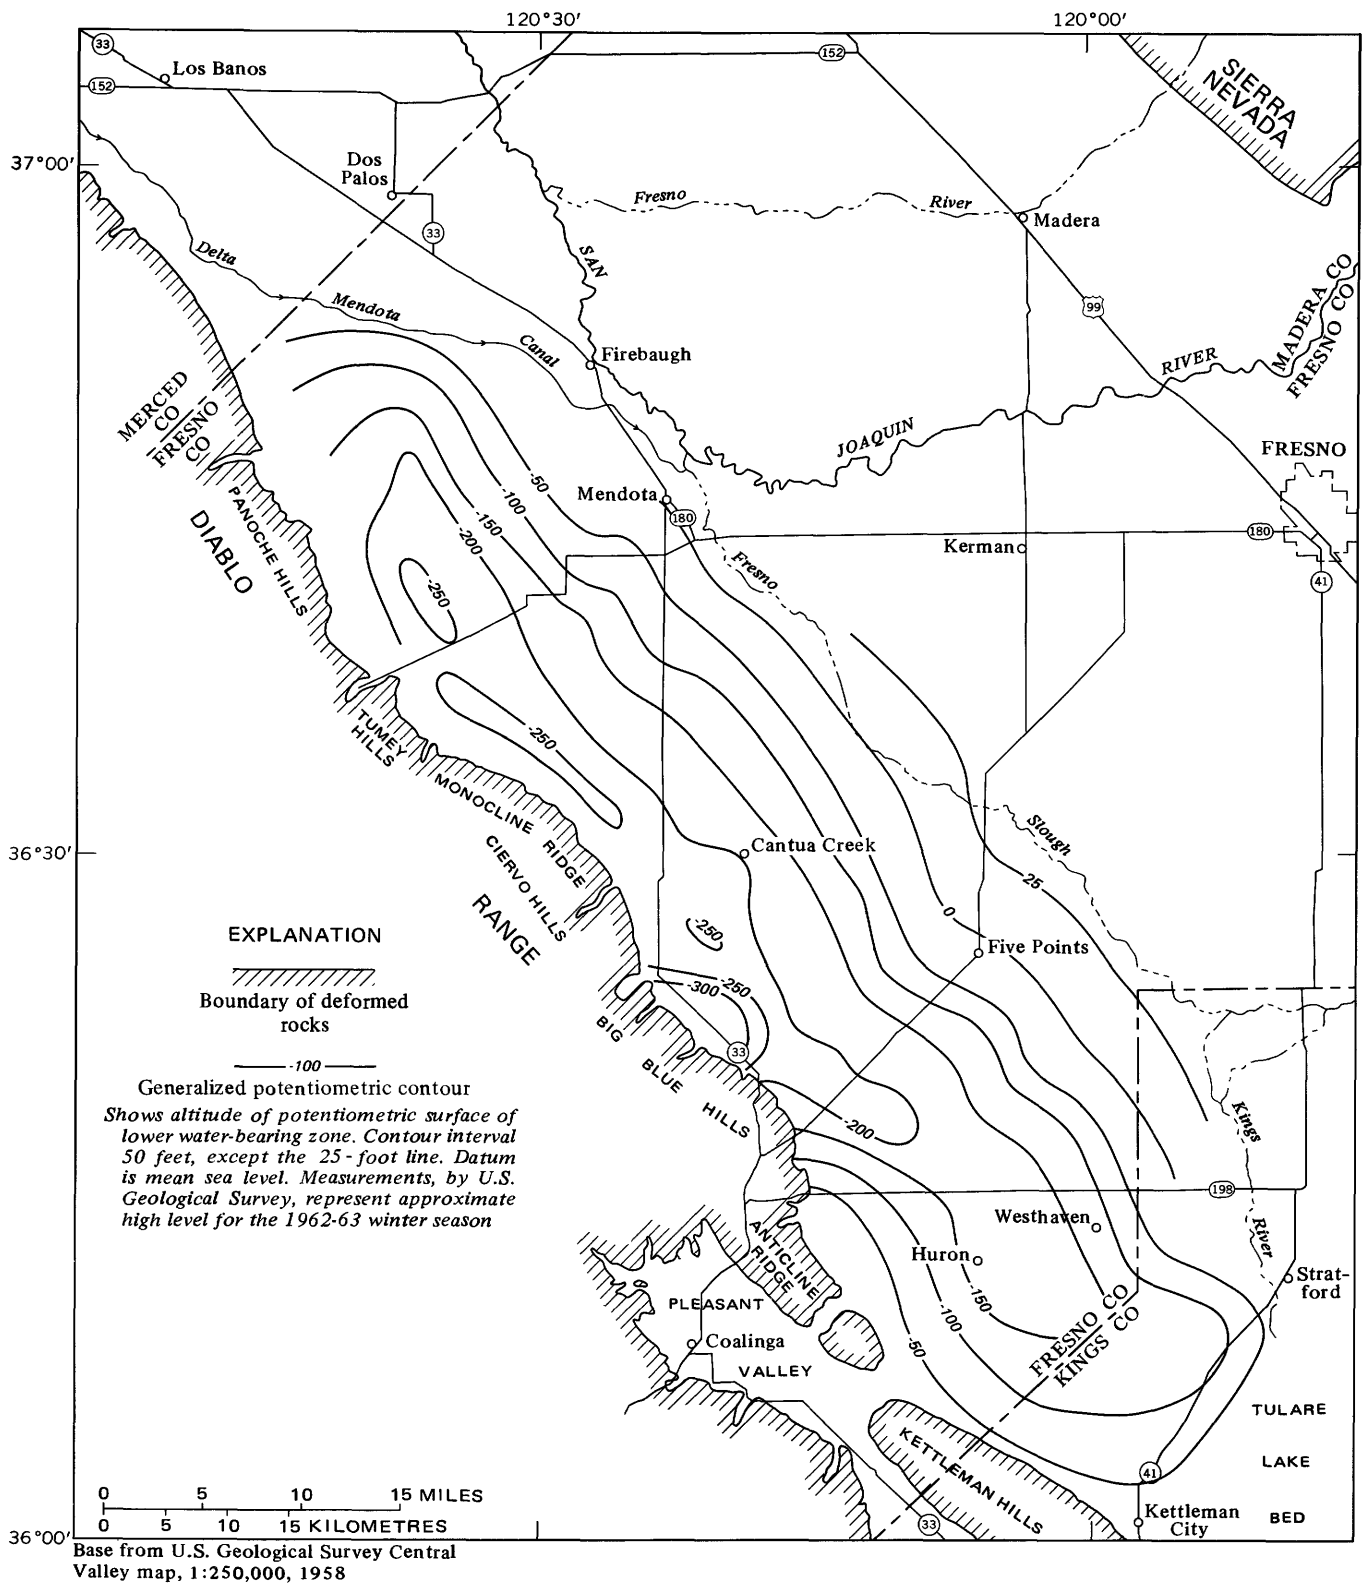 120°30'
120°00'
33
152
Los Banos
152
SIERRA
NEVADA
37°00'
Dos
Palos
33
Fresno
River
Madera
Delta
SAN
Mendota
Canal
99
MADERA CO
FRESNO CO
Firebaugh
RIVER
MERCED
CO
FRESNO
CO
JOAQUIN
FRESNO
PANOCHE HILLS
DIABLO
-50
-100
-150
-200
-250
Mendota
180
180
Kerman
41
Fresno
TUMEY
HILLS
-250
MONOCLINE
RIDGE
CIERVO HILLS
RANGE
36°30'
Cantua Creek
Slough
25
0
Five Points
-250
-250
-300
EXPLANATION
Boundary of deformed
rocks
-100
Generalized potentiometric contour
Shows altitude of potentiometric surface of
lower water-bearing zone. Contour interval
50 feet, except the 25-foot line. Datum
is mean sea level. Measurements, by U.S.
Geological Survey, represent approximate
high level for the 1962-63 winter season
BIG
BLUE
HILLS
33
-200
Kings
River
198
Westhaven
Huron
ANTICLINE
RIDGE
Strat-
ford
PLEASANT
VALLEY
Coalinga
-150
-100
-50
FRESNO CO
KINGS CO
TULARE
LAKE
BED
KETTLEMAN HILLS
41
Kettleman
City
33
0 5 10 15 MILES
0 5 10 15 KILOMETRES
36°00'
Base from U.S. Geological Survey Central
Valley map, 1:250,000, 1958